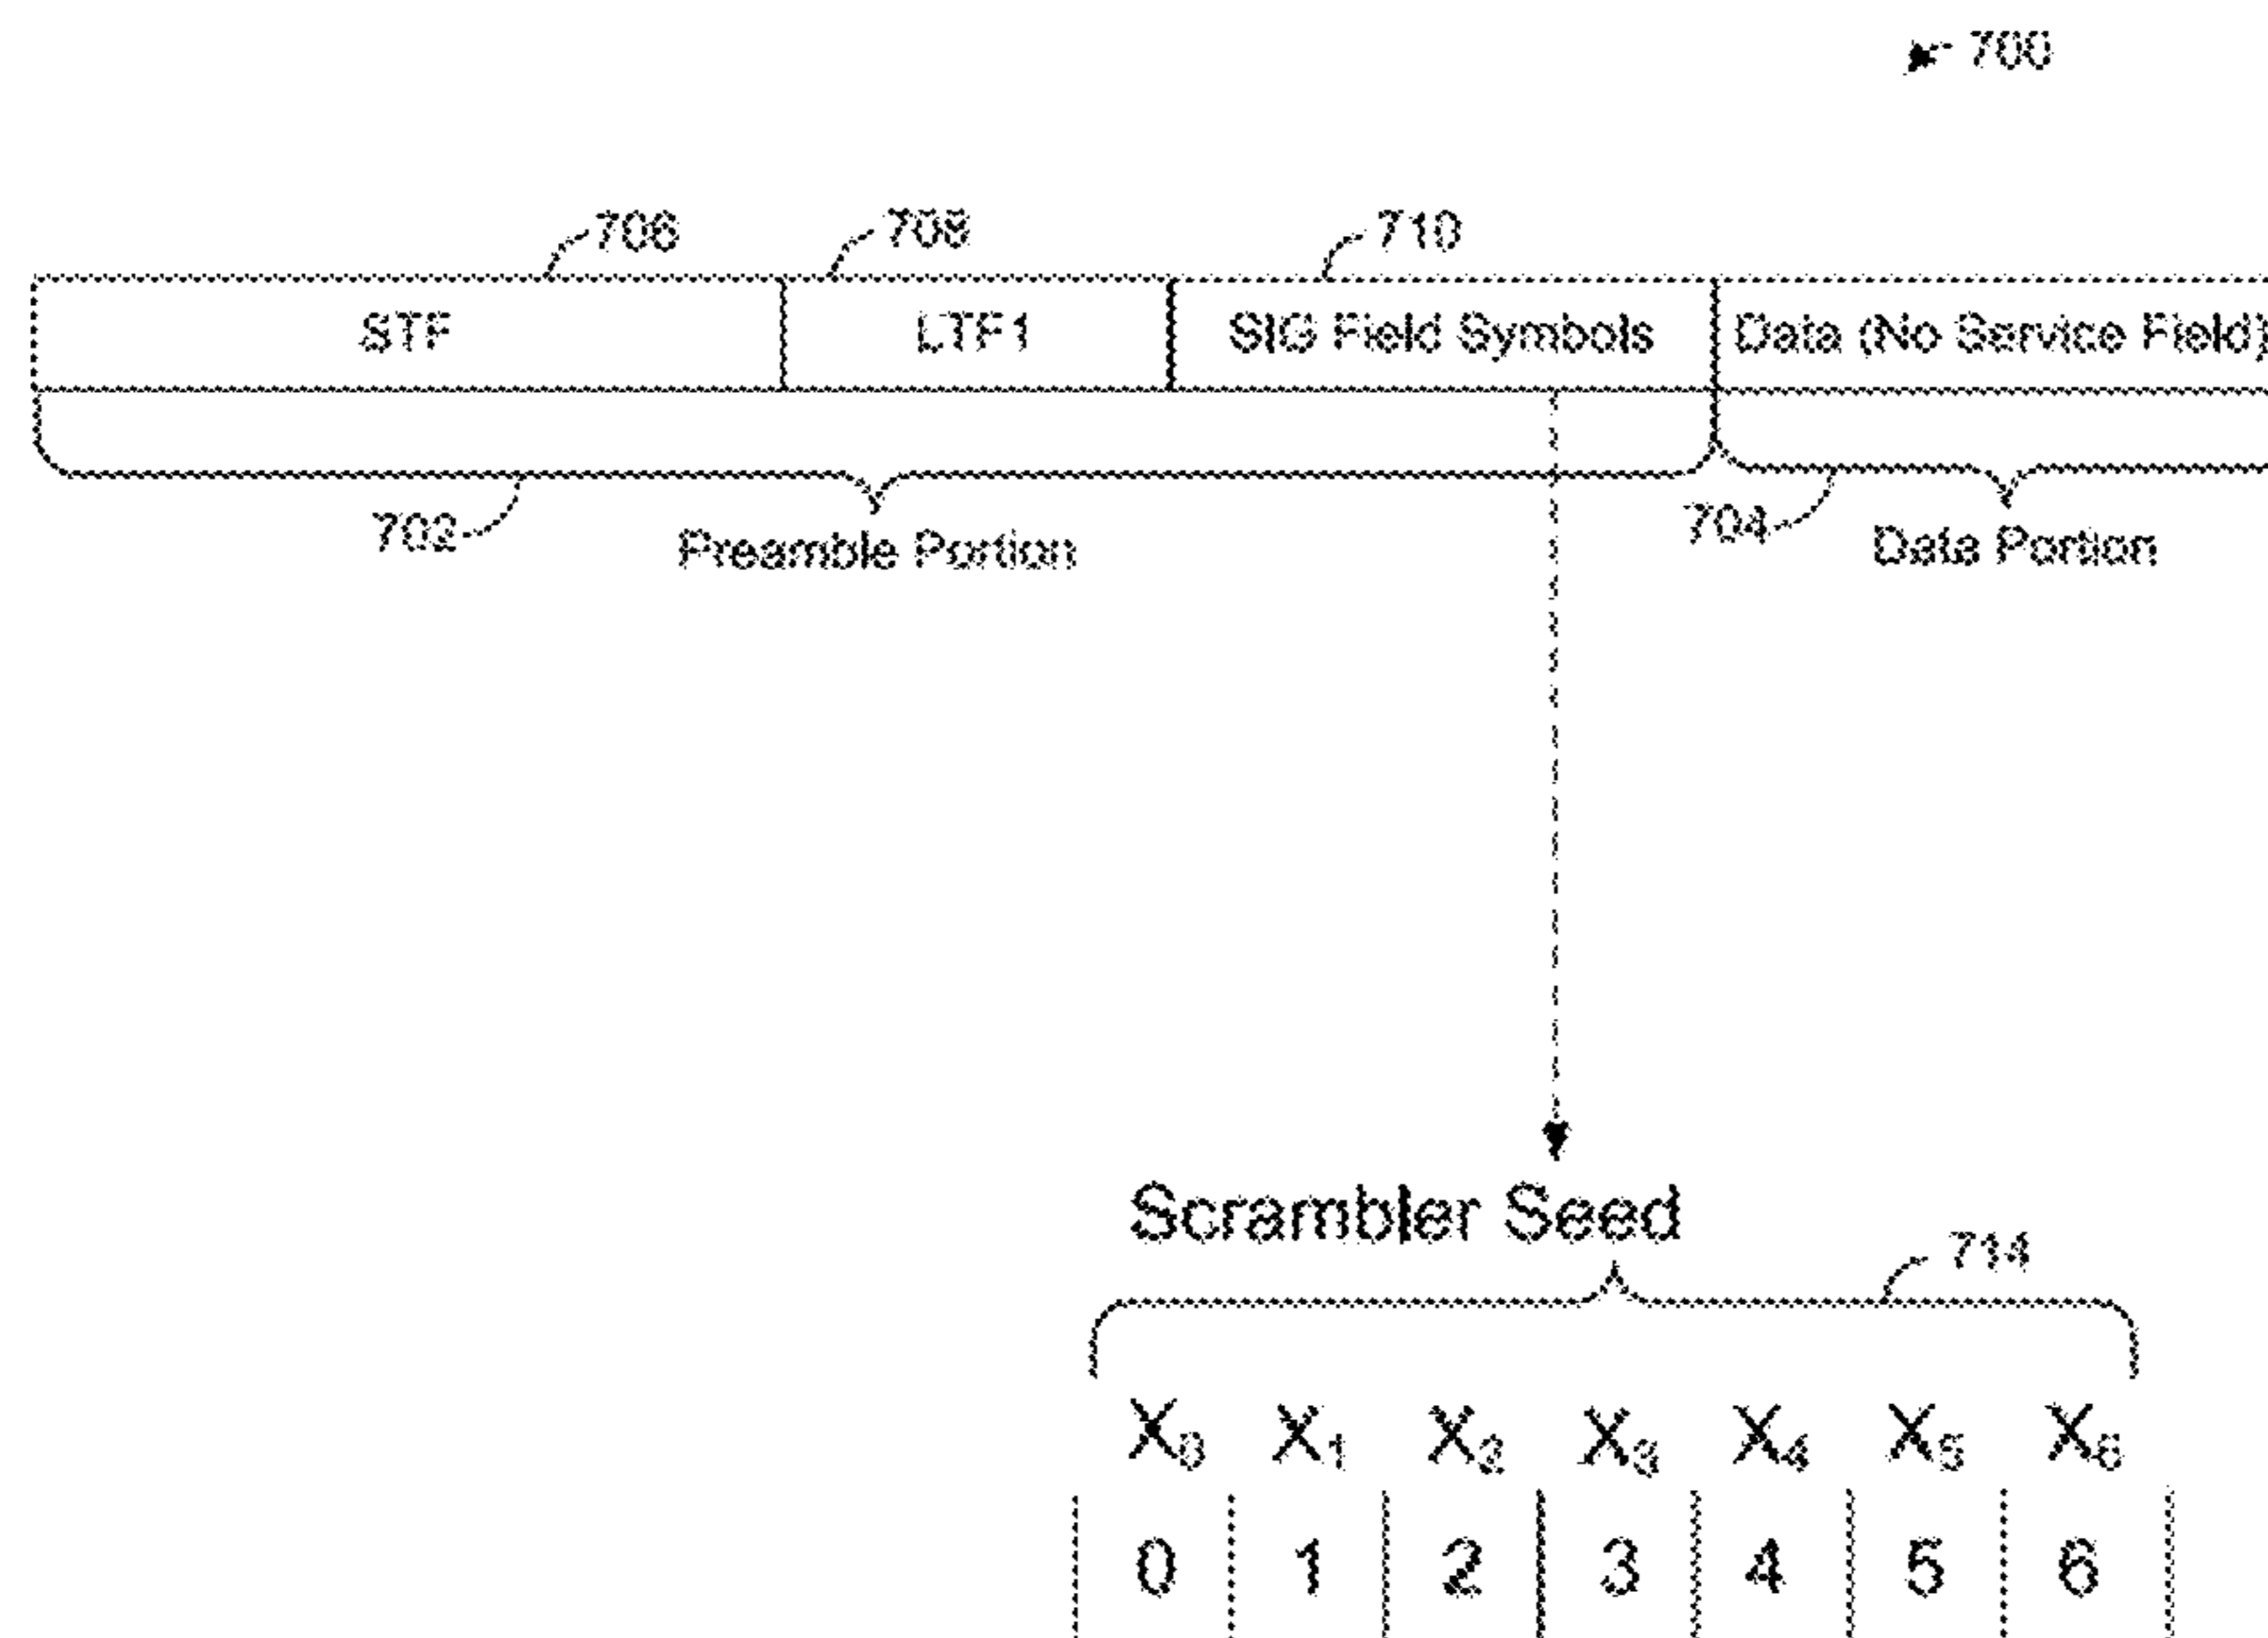 700
706 708 710
STF LTF1 SIG Field Symbols Data (No Service Field)
702 Preamble Portion 704 Data Portion
Scrambler Seed
714
X0 X1 X2 X3 X4 X5 X6
0 1 2 3 4 5 6